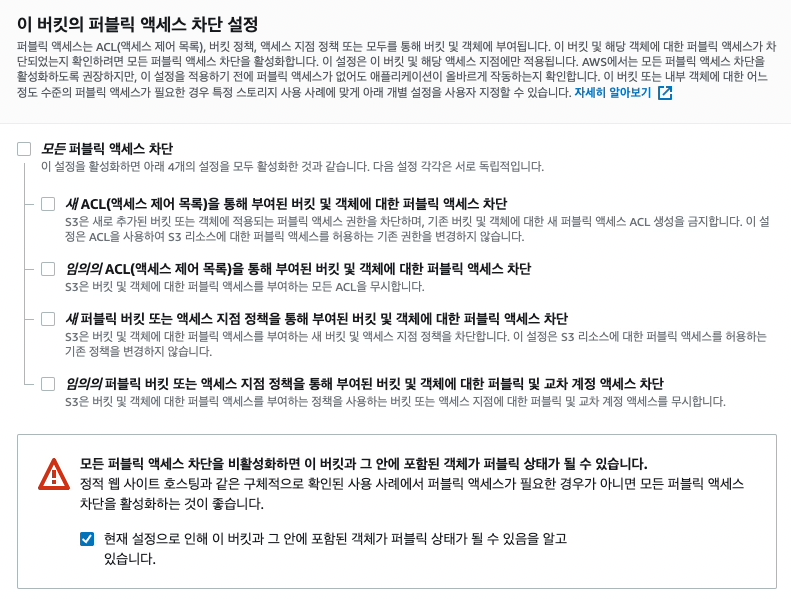 이 버킷의 퍼블릭 액세스 차단 설정
퍼블릭 액세스는 ACL(액세스 제어 목록), 버킷 정책, 액세스 지점 정책 또는 모두를 통해 버킷 및 객체에 부여됩니다. 이 버킷 및 해당 객체에 대한 퍼블릭 액세스가 차
단되었는지 확인하려면 모든 퍼블릭 액세스 차단을 활성화합니다. 이 설정은 이 버킷 및 해당 액세스 지점에만 적용됩니다. AWS에서는 모든 퍼블릭 액세스 차단을
활성화하도록 권장하지만, 이 설정을 적용하기 전에 퍼블릭 액세스가 없어도 애플리케이션이 올바르게 작동하는지 확인합니다. 이 버킷 또는 내부 객체에 대한 어느
정도 수준의 퍼블릭 액세스가 필요한 경우 특정 스토리지 사용 사례에 맞게 아래 개별 설정을 사용자 지정할 수 있습니다. 자세히 알아보기
모든 퍼블릭 액세스 차단
이 설정을 활성화하면 아래 4개의 설정을 모두 활성화한 것과 같습니다. 다음 설정 각각은 서로 독립적입니다.
새 ACL(액세스 제어 목록)을 통해 부여된 버킷 및 객체에 대한 퍼블릭 액세스 차단
S3은 새로 추가된 버킷 또는 객체에 적용되는 퍼블릭 액세스 권한을 차단하며, 기존 버킷 및 객체에 대한 새 퍼블릭 액세스 ACL 생성을 금지합니다. 이 설
정은 ACL을 사용하여 S3 리소스에 대한 퍼블릭 액세스를 허용하는 기존 권한을 변경하지 않습니다.
임의의 ACL(액세스 제어 목록)을 통해 부여된 버킷 및 객체에 대한 퍼블릭 액세스 차단
S3은 버킷 및 객체에 대한 퍼블릭 액세스를 부여하는 모든 ACL을 무시합니다.
새 퍼블릭 버킷 또는 액세스 지점 정책을 통해 부여된 버킷 및 객체에 대한 퍼블릭 액세스 차단
S3은 버킷 및 객체에 대한 퍼블릭 액세스를 부여하는 새 버킷 및 액세스 지점 정책을 차단합니다. 이 설정은 S3 리소스에 대한 퍼블릭 액세스를 허용하는
기존 정책을 변경하지 않습니다.
임의의 퍼블릭 버킷 또는 액세스 지점 정책을 통해 부여된 버킷 및 객체에 대한 퍼블릭 및 교차 계정 액세스 차단
S3은 버킷 및 객체에 대한 퍼블릭 액세스를 부여하는 정책을 사용하는 버킷 또는 액세스 지점에 대한 퍼블릭 및 교차 계정 액세스를 무시합니다.
모든 퍼블릭 액세스 차단을 비활성화하면 이 버킷과 그 안에 포함된 객체가 퍼블릭 상태가 될 수 있습니다.
정적 웹 사이트 호스팅과 같은 구체적으로 확인된 사용 사례에서 퍼블릭 액세스가 필요한 경우가 아니면 모든 퍼블릭 액세스
차단을 활성화하는 것이 좋습니다.
현재 설정으로 인해 이 버킷과 그 안에 포함된 객체가 퍼블릭 상태가 될 수 있음을 알고
있습니다.